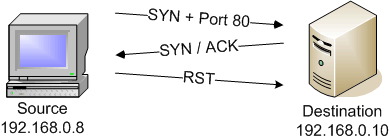 SYN + Port 80
SYN / ACK
RST
Source
192.168.0.8
Destination
192.168.0.10